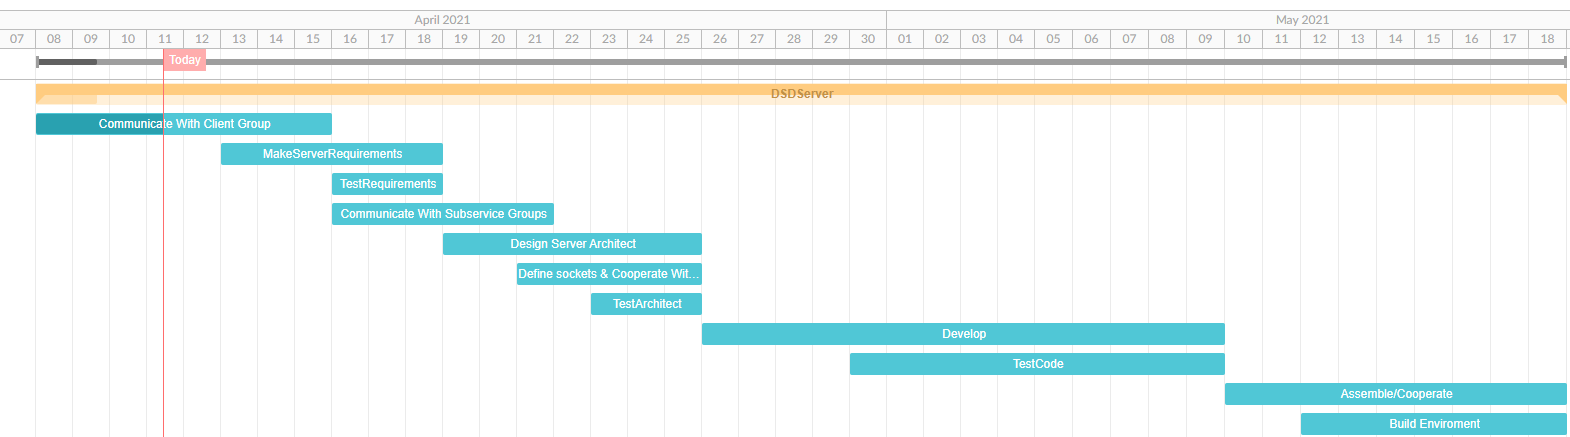 April 2021 May 2021
07 08 09 10 11 12 13 14 15 16 17 18 19 20 21 22 23 24 25 26 27 28 29 30 01 02 03 04 05 06 07 08 09 10 11 12 13 14 15 16 17 18
Today
DSDServer
Communicate With Client Group
MakeServerRequirements
TestRequirements
Communicate With Subservice Groups
Design Server Architect
Define sockets & Cooperate Wit...
TestArchitect
Develop
TestCode
Assemble/Cooperate
Build Enviroment